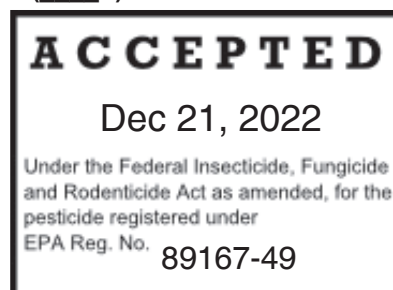 ACCEPTED
Dec 21, 2022
Under the Federal Insecticide, Fungicide
and Rodenticide Act as amended, for the
pesticide registered under
EPA Reg. No. 89167-49